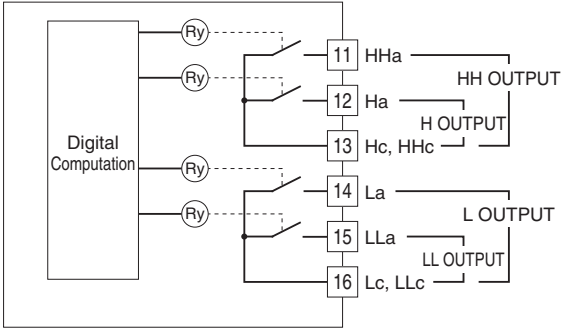 Ry
11 HHa
HH OUTPUT
Ry
12 Ha
H OUTPUT
13 Hc, HHc
Digital
Computation
Ry
14 La
L OUTPUT
Ry
15 LLa
LL OUTPUT
16 Lc, LLc